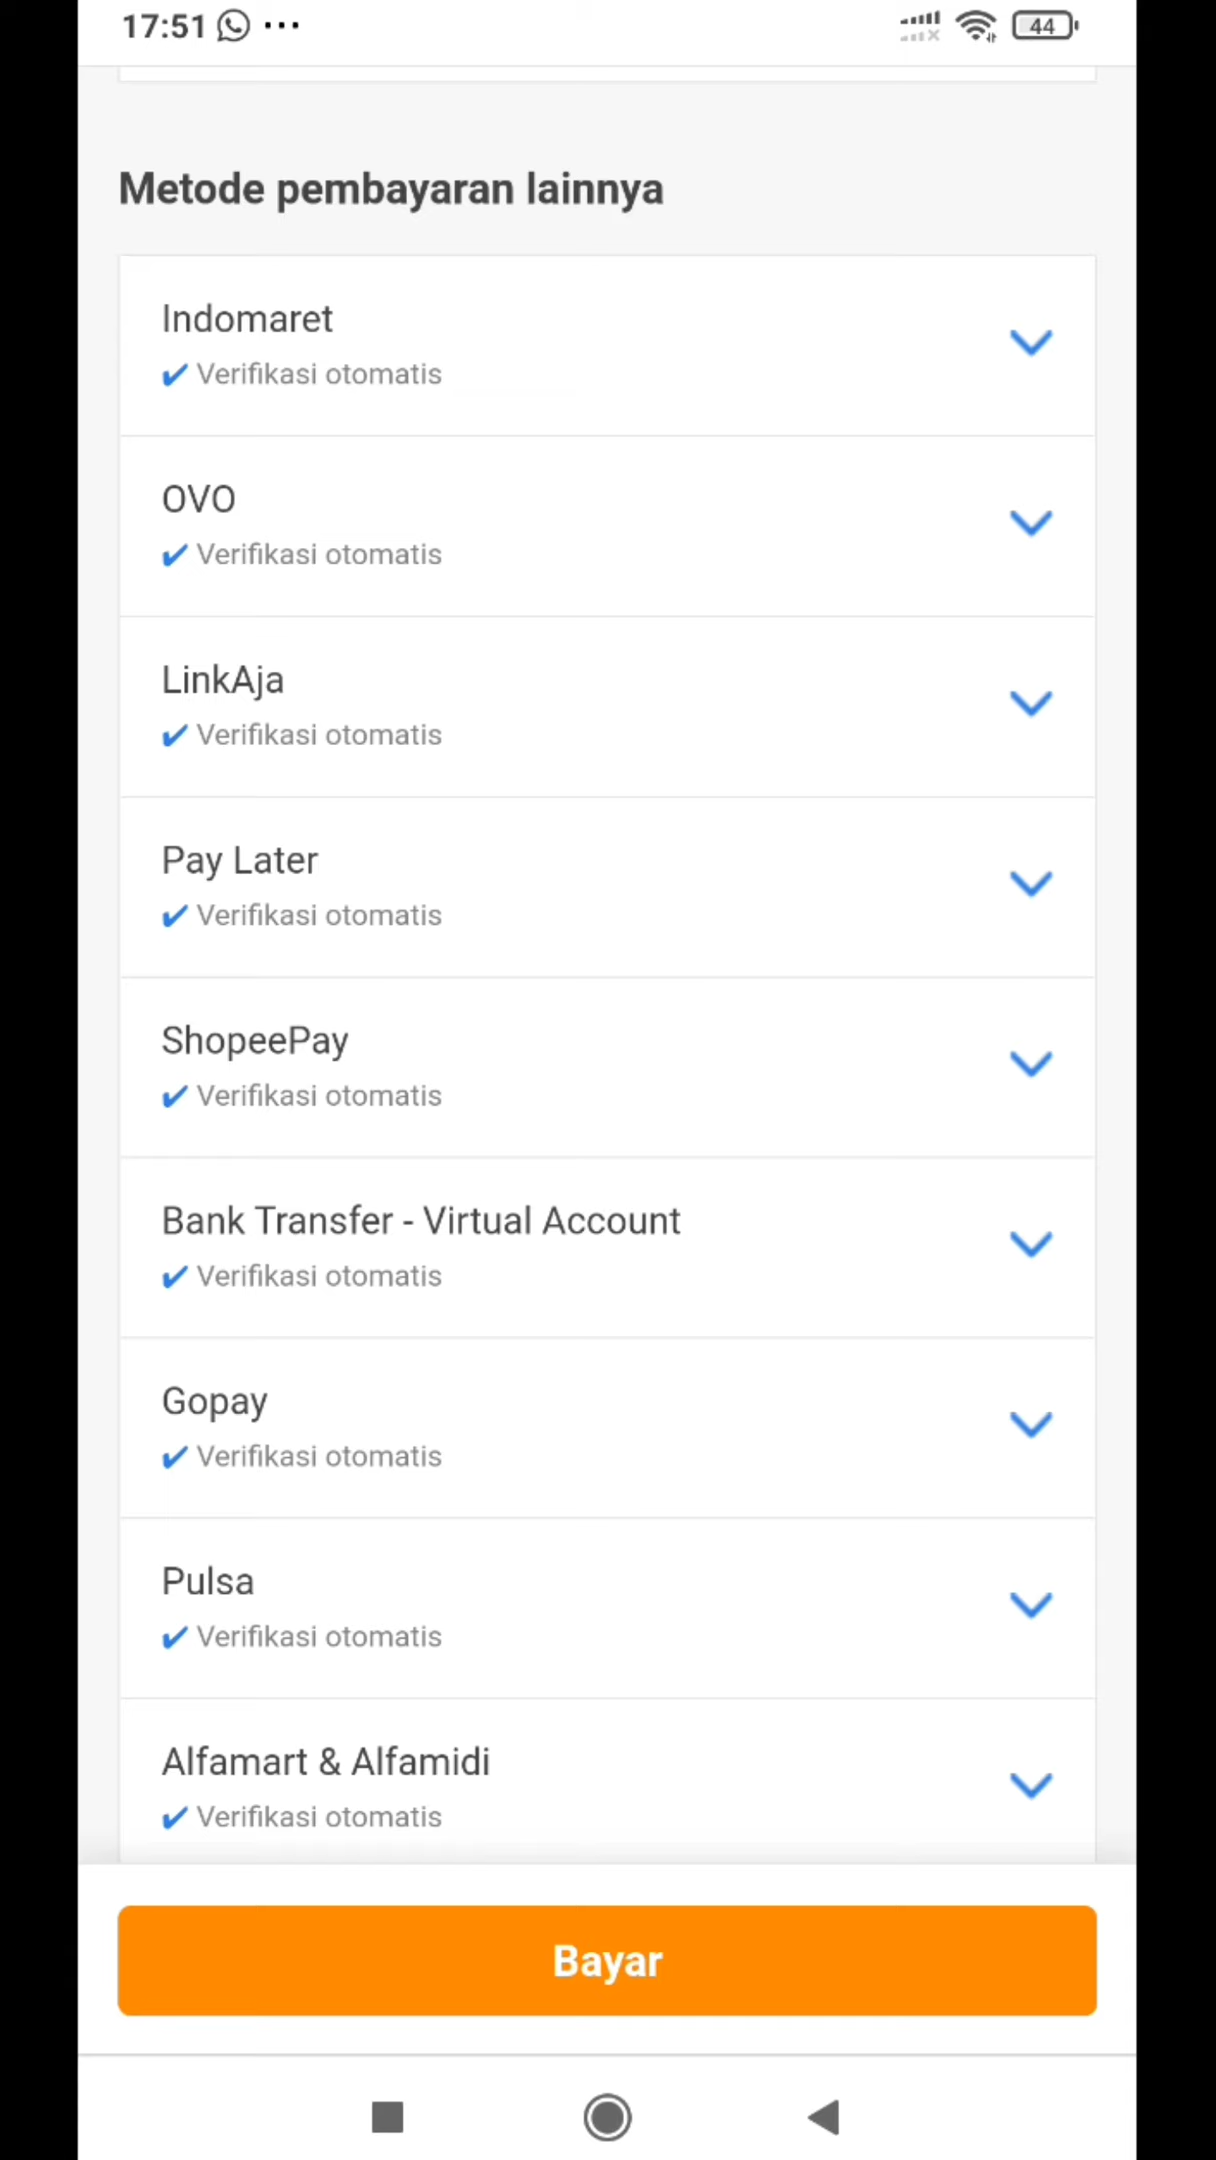 17:51 ... 44
Metode pembayaran lainnya
Indomaret
✔ Verifikasi otomatis
OVO
✔ Verifikasi otomatis
LinkAja
✔ Verifikasi otomatis
Pay Later
✔ Verifikasi otomatis
ShopeePay
✔ Verifikasi otomatis
Bank Transfer - Virtual Account
✔ Verifikasi otomatis
Gopay
✔ Verifikasi otomatis
Pulsa
✔ Verifikasi otomatis
Alfamart & Alfamidi
✔ Verifikasi otomatis
Bayar